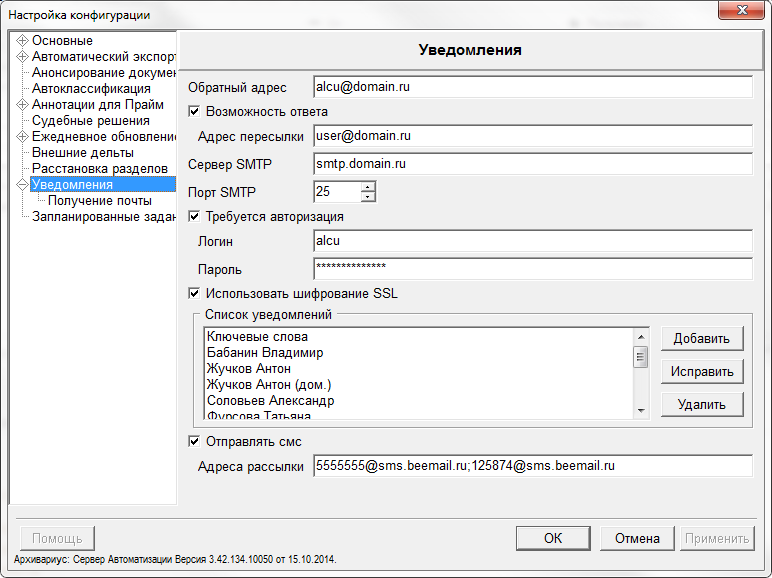 Настройка конфигурации
Основные
Автоматический экспорт
Анонсирование докумен
Автоклассификация
Аннотации для Прайм
Судебные решения
Ежедневное обновлени
Внешние дельты
Расстановка разделов
Уведомления
Получение почты
Запланированные задан
Уведомления
Обратный адрес alcu@domain.ru
Возможность ответа
Адрес пересылки user@domain.ru
Сервер SMTP smtp.domain.ru
Порт SMTP 25
Требуется авторизация
Логин alcu
Пароль **************
Использовать шифрование SSL
Список уведомлений
Ключевые слова
Бабанин Владимир
Жучков Антон
Жучков Антон (дом.)
Соловьев Александр
Фурсова Татьяна
Добавить
Исправить
Удалить
Отправлять смс
Адреса рассылки 5555555@sms.beemail.ru;125874@sms.beemail.ru
Помощь
OK
Отмена
Применить
Архивариус: Сервер Автоматизации Версия 3.42.134.10050 от 15.10.2014.